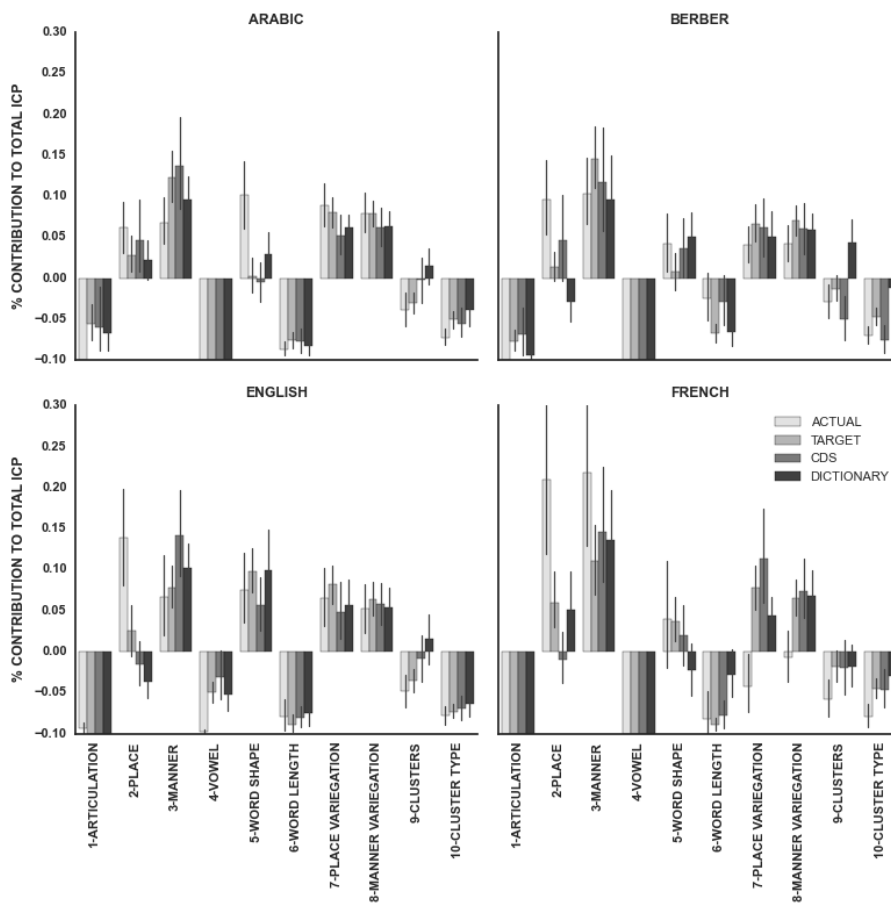 ARABIC
BERBER
% CONTRIBUTION TO TOTAL ICP
0.30
0.25
0.20
0.15
0.10
0.05
0.00
−0.05
−0.10
ENGLISH
FRENCH
% CONTRIBUTION TO TOTAL ICP
0.30
0.25
0.20
0.15
0.10
0.05
0.00
−0.05
−0.10
ACTUAL
TARGET
CDS
DICTIONARY
1-ARTICULATION
2-PLACE
3-MANNER
4-VOWEL
5-WORD SHAPE
6-WORD LENGTH
7-PLACE VARIEGATION
8-MANNER VARIEGATION
9-CLUSTERS
10-CLUSTER TYPE
1-ARTICULATION
2-PLACE
3-MANNER
4-VOWEL
5-WORD SHAPE
6-WORD LENGTH
7-PLACE VARIEGATION
8-MANNER VARIEGATION
9-CLUSTERS
10-CLUSTER TYPE